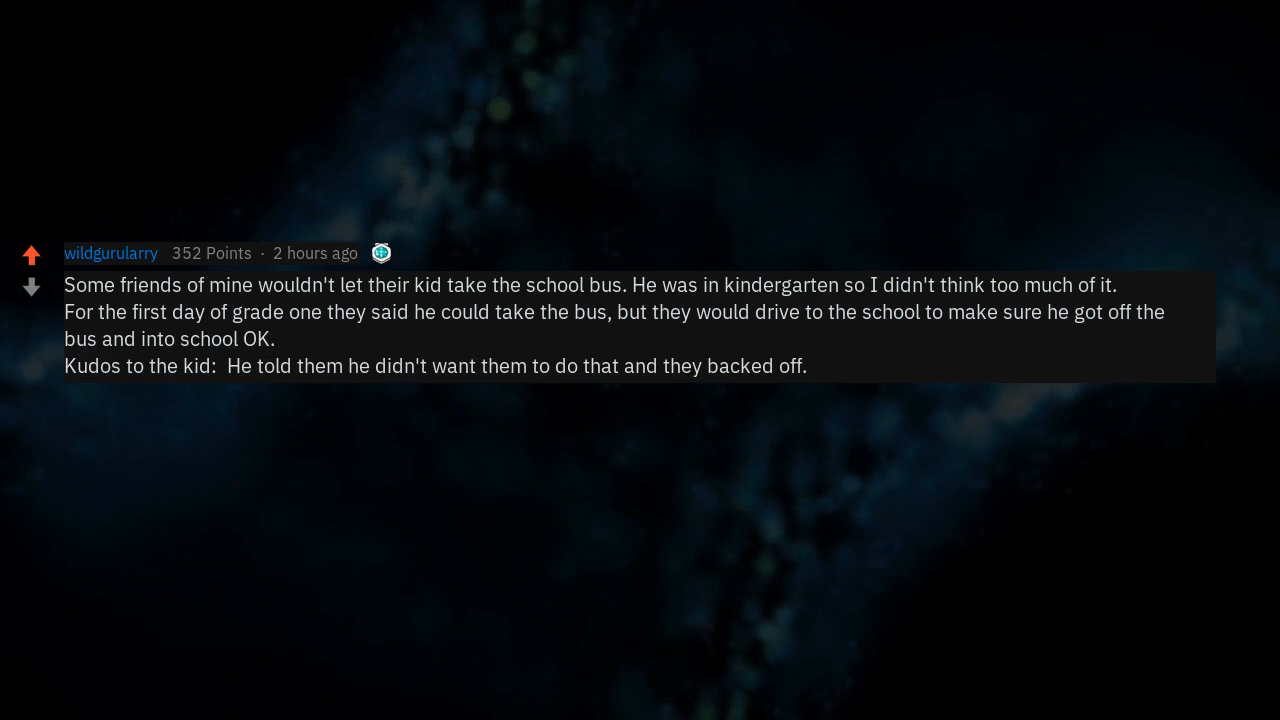 wildgurularry 352 Points · 2 hours ago
Some friends of mine wouldn't let their kid take the school bus. He was in kindergarten so I didn't think too much of it.
For the first day of grade one they said he could take the bus, but they would drive to the school to make sure he got off the
bus and into school OK.
Kudos to the kid:  He told them he didn't want them to do that and they backed off.